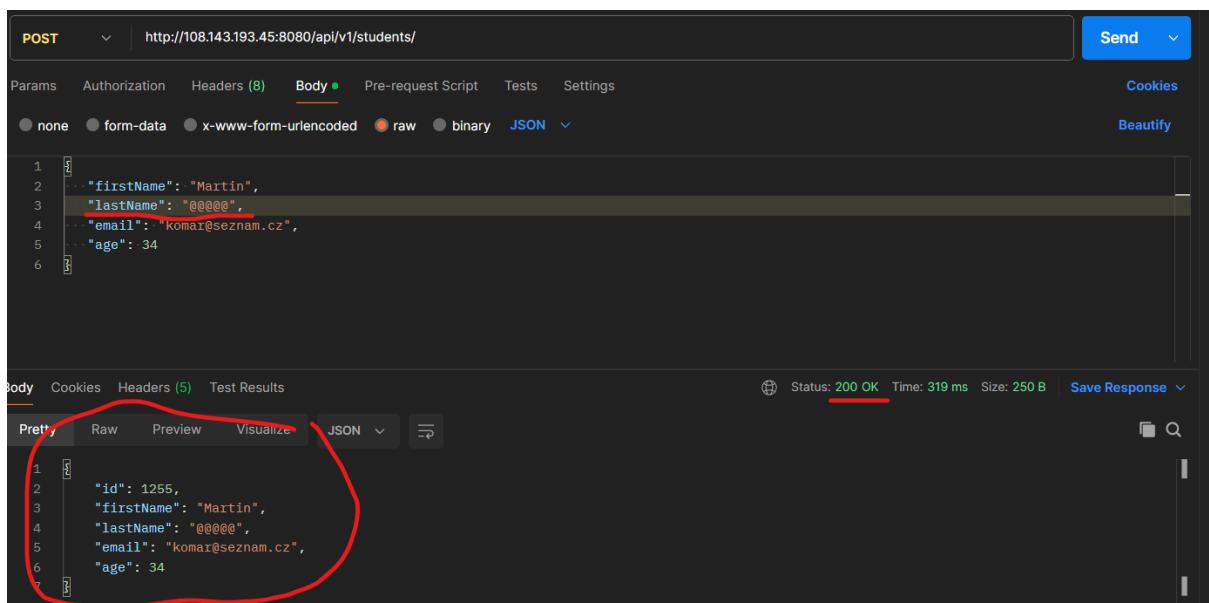 POST http://108.143.193.45:8080/api/v1/students/ Send
Params Authorization Headers (8) Body Pre-request Script Tests Settings Cookies
none form-data x-www-form-urlencoded raw binary JSON Beautify
1 {
2 "firstName": "Martin",
3 "lastName": "@@@@@",
4 "email": "komar@seznam.cz",
5 "age": 34
6 }
Body Cookies Headers (5) Test Results Status: 200 OK Time: 319 ms Size: 250 B Save Response
Pretty Raw Preview Visualize JSON
1 {
2 "id": 1255,
3 "firstName": "Martin",
4 "lastName": "@@@@@",
5 "email": "komar@seznam.cz",
6 "age": 34
7 }